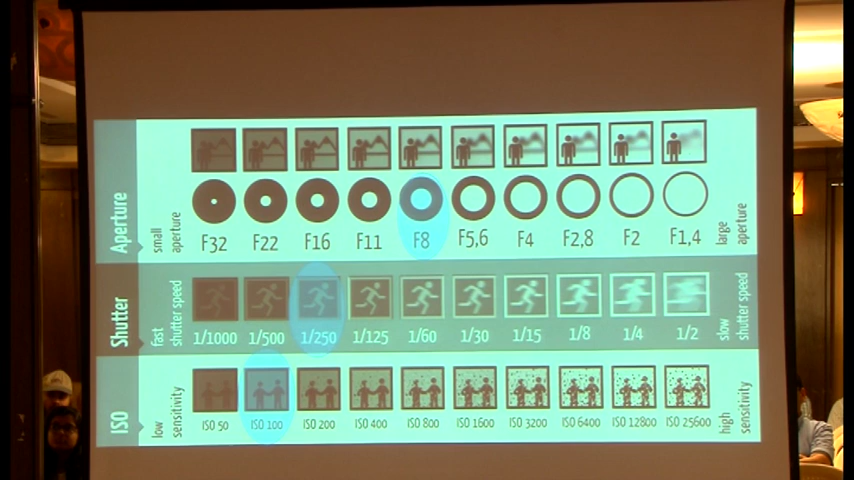 Aperture
small aperture
F32 F22 F16 F11 F8 F5,6 F4 F2,8 F2 F1,4
large aperture
Shutter
fast shutter speed
1/1000 1/500 1/250 1/125 1/60 1/30 1/15 1/8 1/4 1/2
slow shutter speed
ISO
low sensitivity
ISO 50 ISO 100 ISO 200 ISO 400 ISO 800 ISO 1600 ISO 3200 ISO 6400 ISO 12800 ISO 25600
high sensitivity